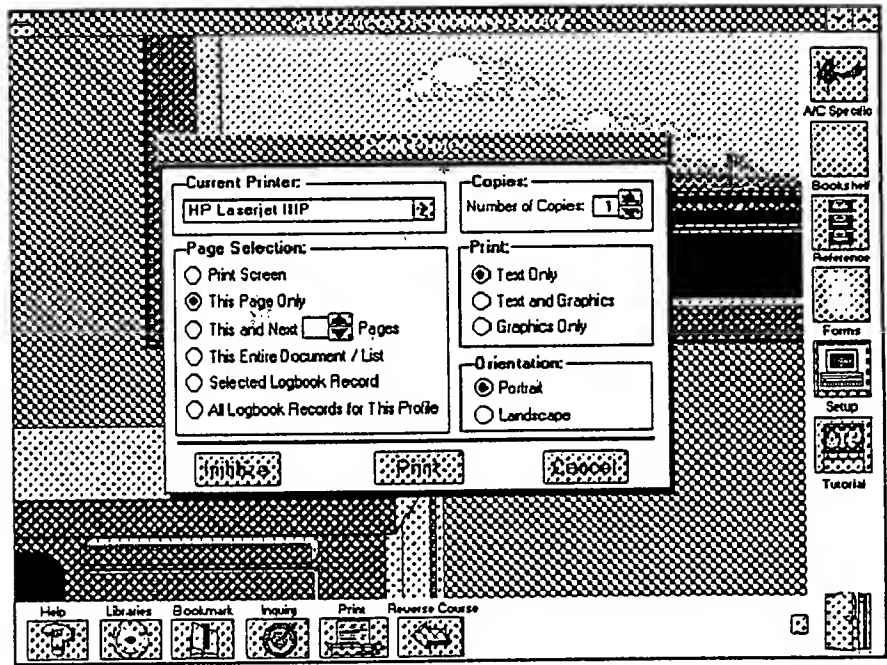 A/C Specific
Bookshelf
Reference
Forms
Setup
ATP
Tutorial
Current Printer:
HP Laserjet IIIP
Copies:
Number of Copies: 1
Page Selection:
Print Screen
This Page Only
This and Next Pages
This Entire Document / List
Selected Logbook Record
All Logbook Records for This Profile
Print:
Text Only
Text and Graphics
Graphics Only
Orientation:
Portrait
Landscape
Print
Cancel
Help
Libraries
Bookmark
Inquiry
Print
Reverse Course